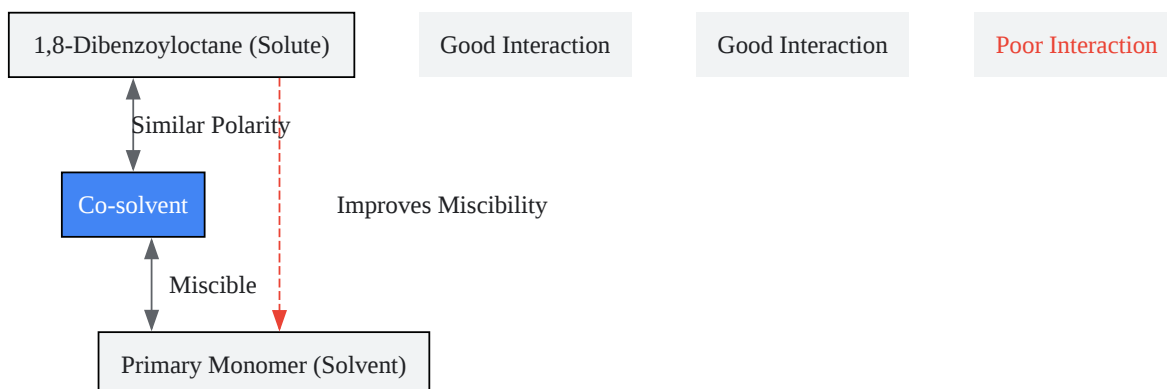 1,8-Dibenzoyloctane (Solute)
Good Interaction
Good Interaction
Poor Interaction
Similar Polarity
Co-solvent
Improves Miscibility
Miscible
Primary Monomer (Solvent)